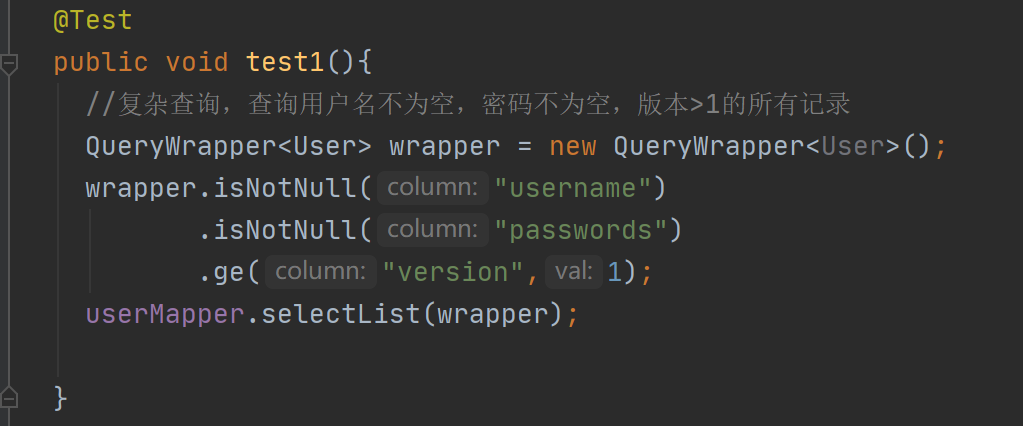 @Test
public void test1(){
//复杂查询，查询用户名不为空，密码不为空，版本>1的所有记录
QueryWrapper<User> wrapper = new QueryWrapper<User>();
wrapper.isNotNull( column: "username")
.isNotNull( column: "passwords")
.ge( column: "version", val: 1);
userMapper.selectList(wrapper);
}